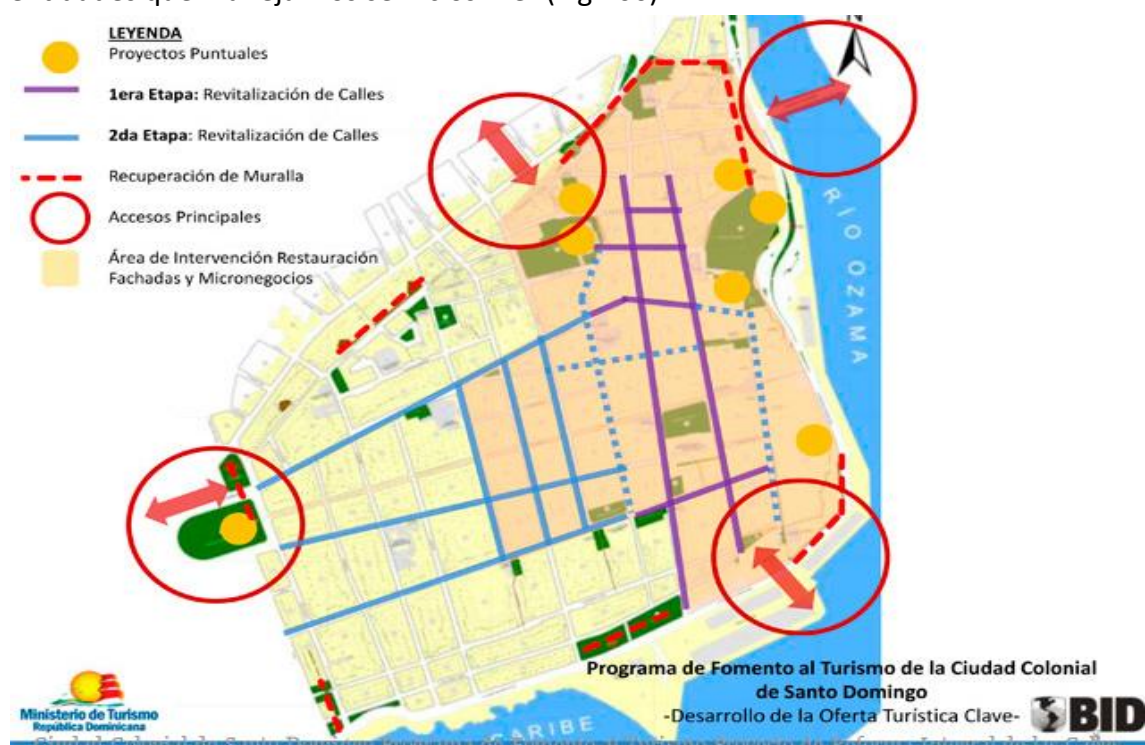 LEYENDA
Proyectos Puntuales
1era Etapa: Revitalización de Calles
2da Etapa: Revitalización de Calles
Recuperación de Muralla
Accesos Principales
Área de Intervención Restauración
Fachadas y Micronegocios
N
RÍO OZAMA
CARIBE
Programa de Fomento al Turismo de la Ciudad Colonial
de Santo Domingo
-Desarrollo de la Oferta Turística Clave-
Ministerio de Turismo
República Dominicana
BID